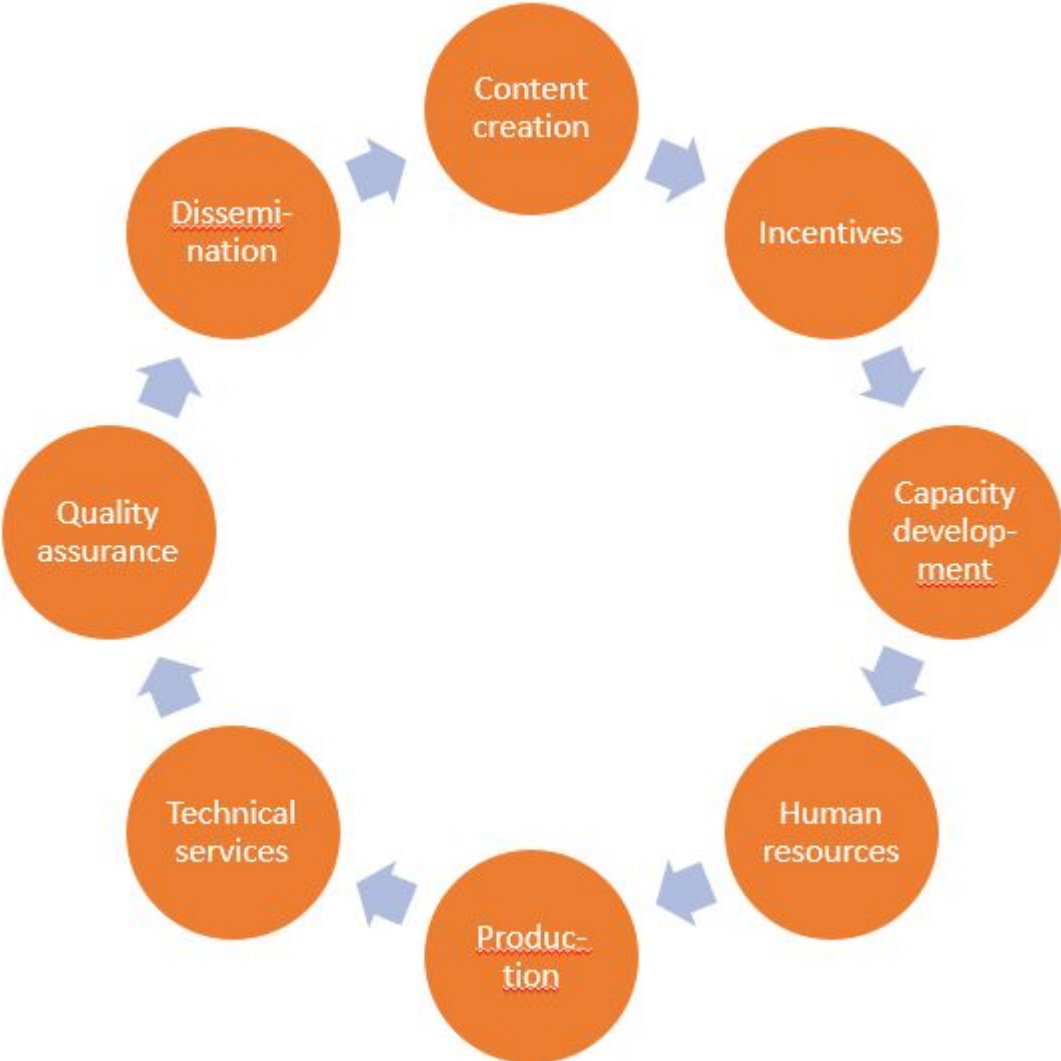 Content
creation
Incentives
Capacity
develop-
ment
Human
resources
Produc-
tion
Technical
services
Quality
assurance
Dissemi-
nation